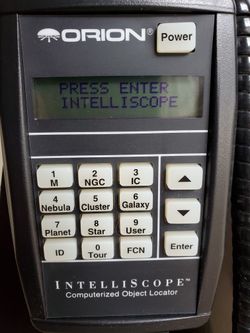 ORION®
Power
PRESS ENTER
INTELLISCOPE
1 2 3
M NGC IC
4 5 6
Nebula Cluster Galaxy
7 8 9
Planet Star User
ID 0 FCN Enter
Tour
INTELLISCOPE™
Computerized Object Locator